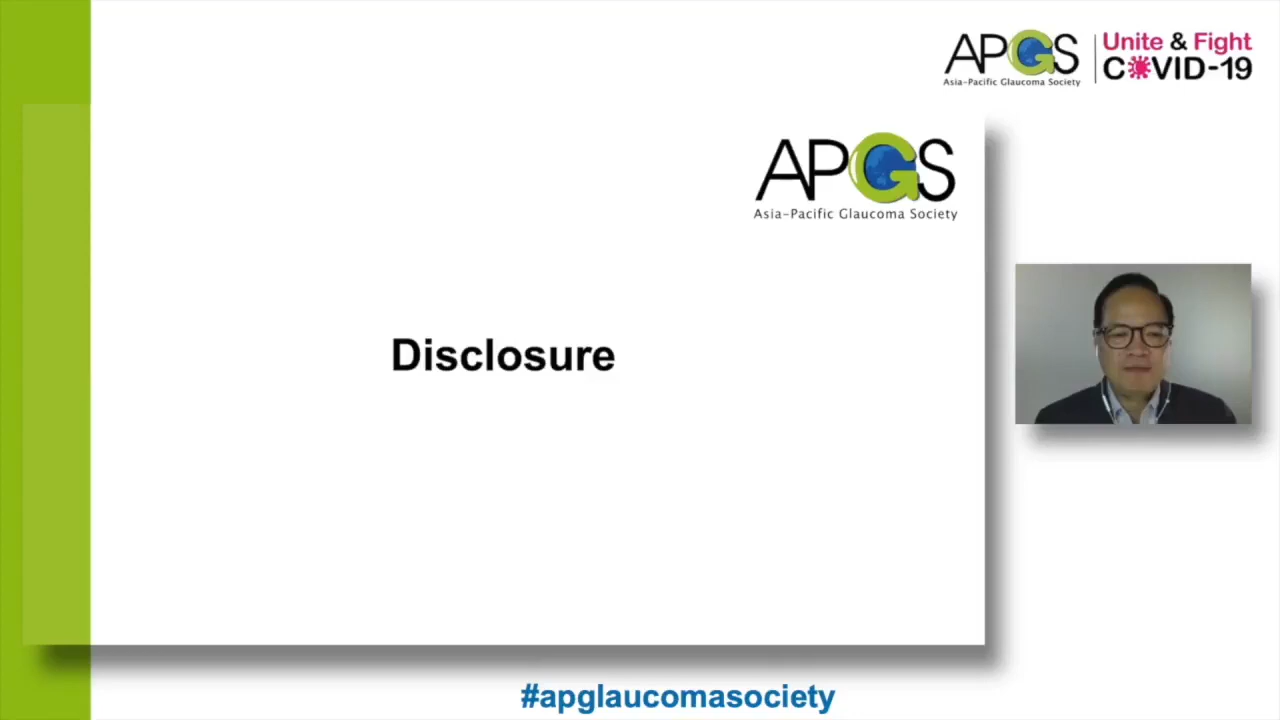 APGS
Asia-Pacific Glaucoma Society
Unite & Fight
COVID-19
APGS
Asia-Pacific Glaucoma Society
Disclosure
#apglaucomasociety